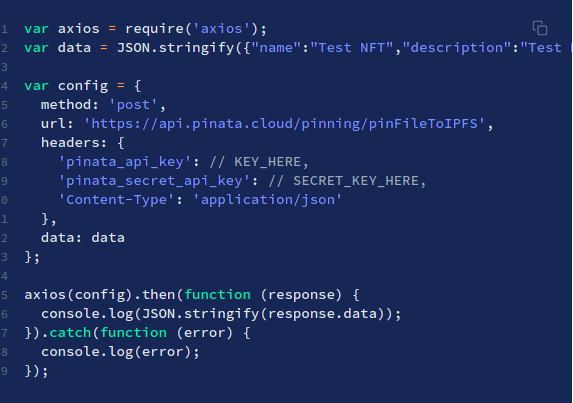 1 var axios = require('axios');
2 var data = JSON.stringify({"name":"Test NFT","description":"Test
3
4 var config = {
5   method: 'post',
6   url: 'https://api.pinata.cloud/pinning/pinFileToIPFS',
7   headers: {
8     'pinata_api_key': // KEY_HERE,
9     'pinata_secret_api_key': // SECRET_KEY_HERE,
0     'Content-Type': 'application/json'
1   },
2   data: data
3 };
4
5 axios(config).then(function (response) {
6   console.log(JSON.stringify(response.data));
7 }).catch(function (error) {
8   console.log(error);
9 });